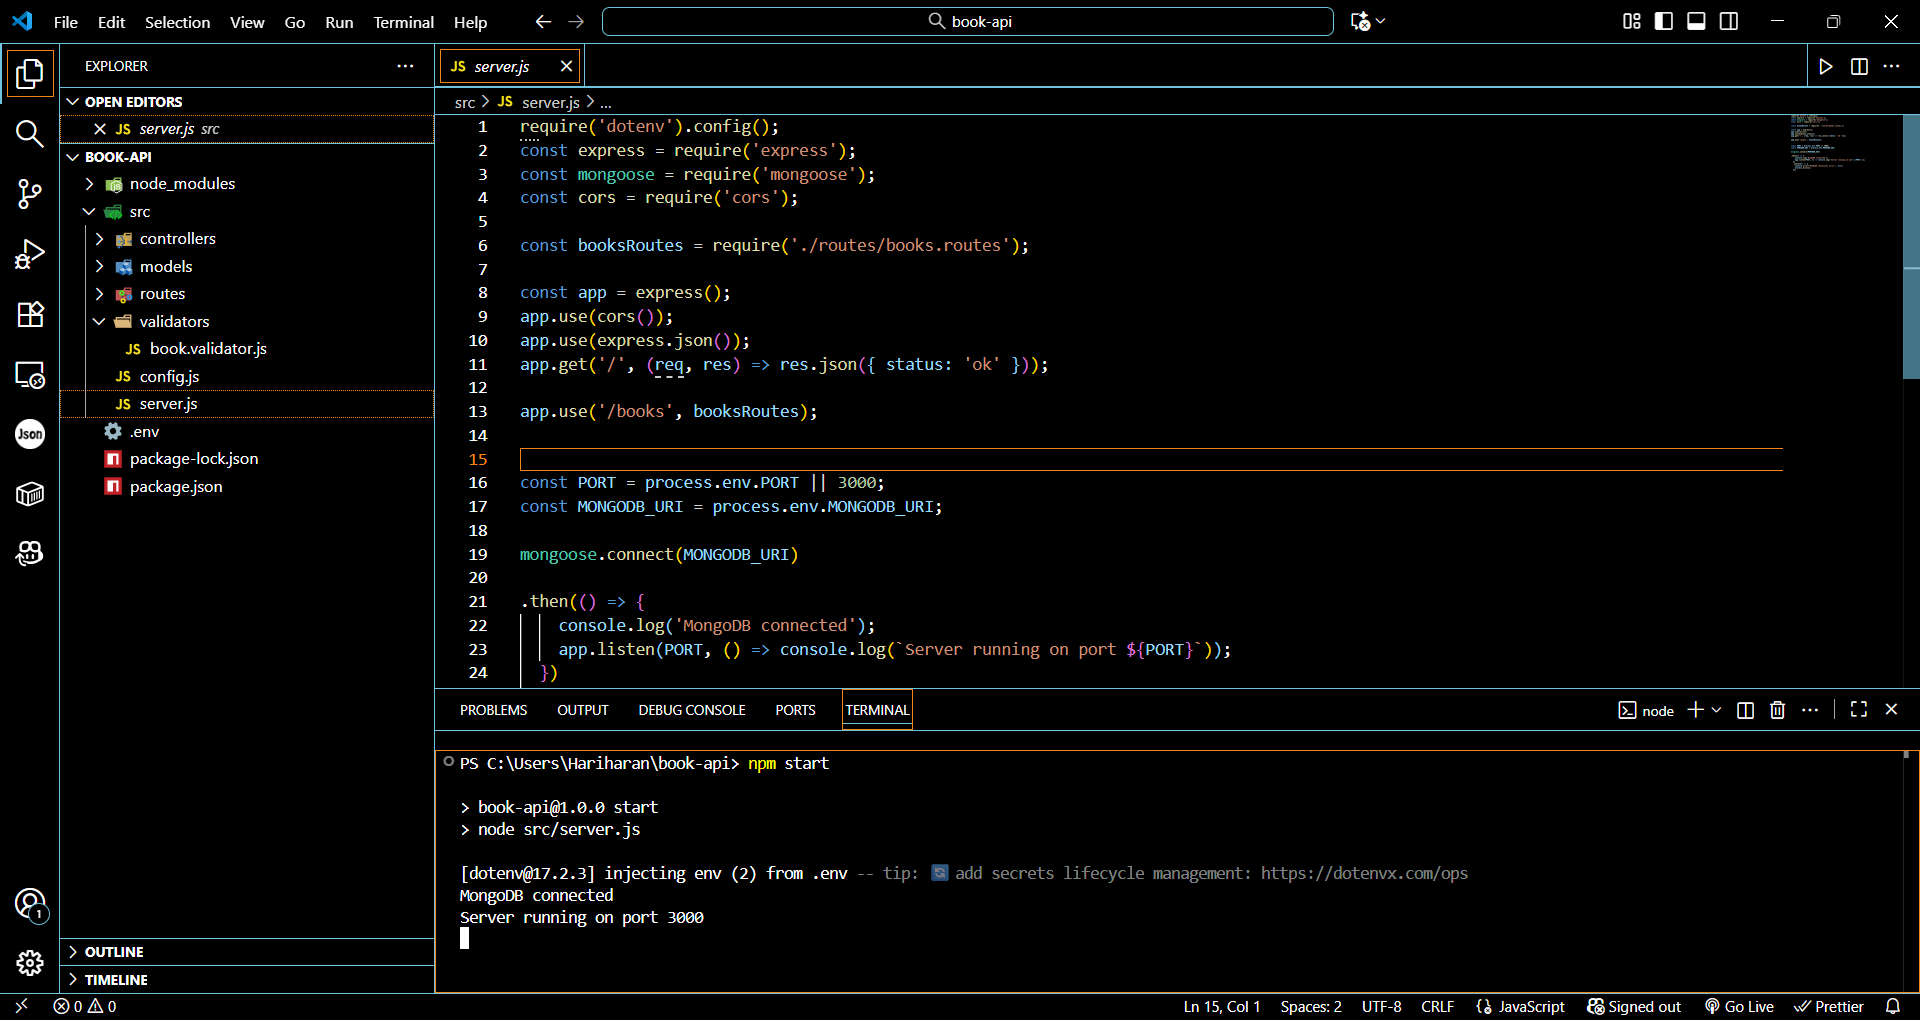 File Edit Selection View Go Run Terminal Help
book-api
EXPLORER
OPEN EDITORS
JS server.js src
BOOK-API
node_modules
src
controllers
models
routes
validators
JS book.validator.js
JS config.js
JS server.js
.env
package-lock.json
package.json
OUTLINE
TIMELINE
Json
1
JS server.js
src > JS server.js > ...
1 require('dotenv').config();
2 const express = require('express');
3 const mongoose = require('mongoose');
4 const cors = require('cors');
5
6 const booksRoutes = require('./routes/books.routes');
7
8 const app = express();
9 app.use(cors());
10 app.use(express.json());
11 app.get('/', (req, res) => res.json({ status: 'ok' }));
12
13 app.use('/books', booksRoutes);
14
15
16 const PORT = process.env.PORT || 3000;
17 const MONGODB_URI = process.env.MONGODB_URI;
18
19 mongoose.connect(MONGODB_URI)
20
21 .then(() => {
22 console.log('MongoDB connected');
23 app.listen(PORT, () => console.log(`Server running on port ${PORT}`));
24 })
PROBLEMS OUTPUT DEBUG CONSOLE PORTS TERMINAL
node
PS C:\Users\Hariharan\book-api> npm start
> book-api@1.0.0 start
> node src/server.js
[dotenv@17.2.3] injecting env (2) from .env -- tip: 🔄 add secrets lifecycle management: https://dotenvx.com/ops
MongoDB connected
Server running on port 3000
0 0
Ln 15, Col 1 Spaces: 2 UTF-8 CRLF JavaScript Signed out Go Live Prettier